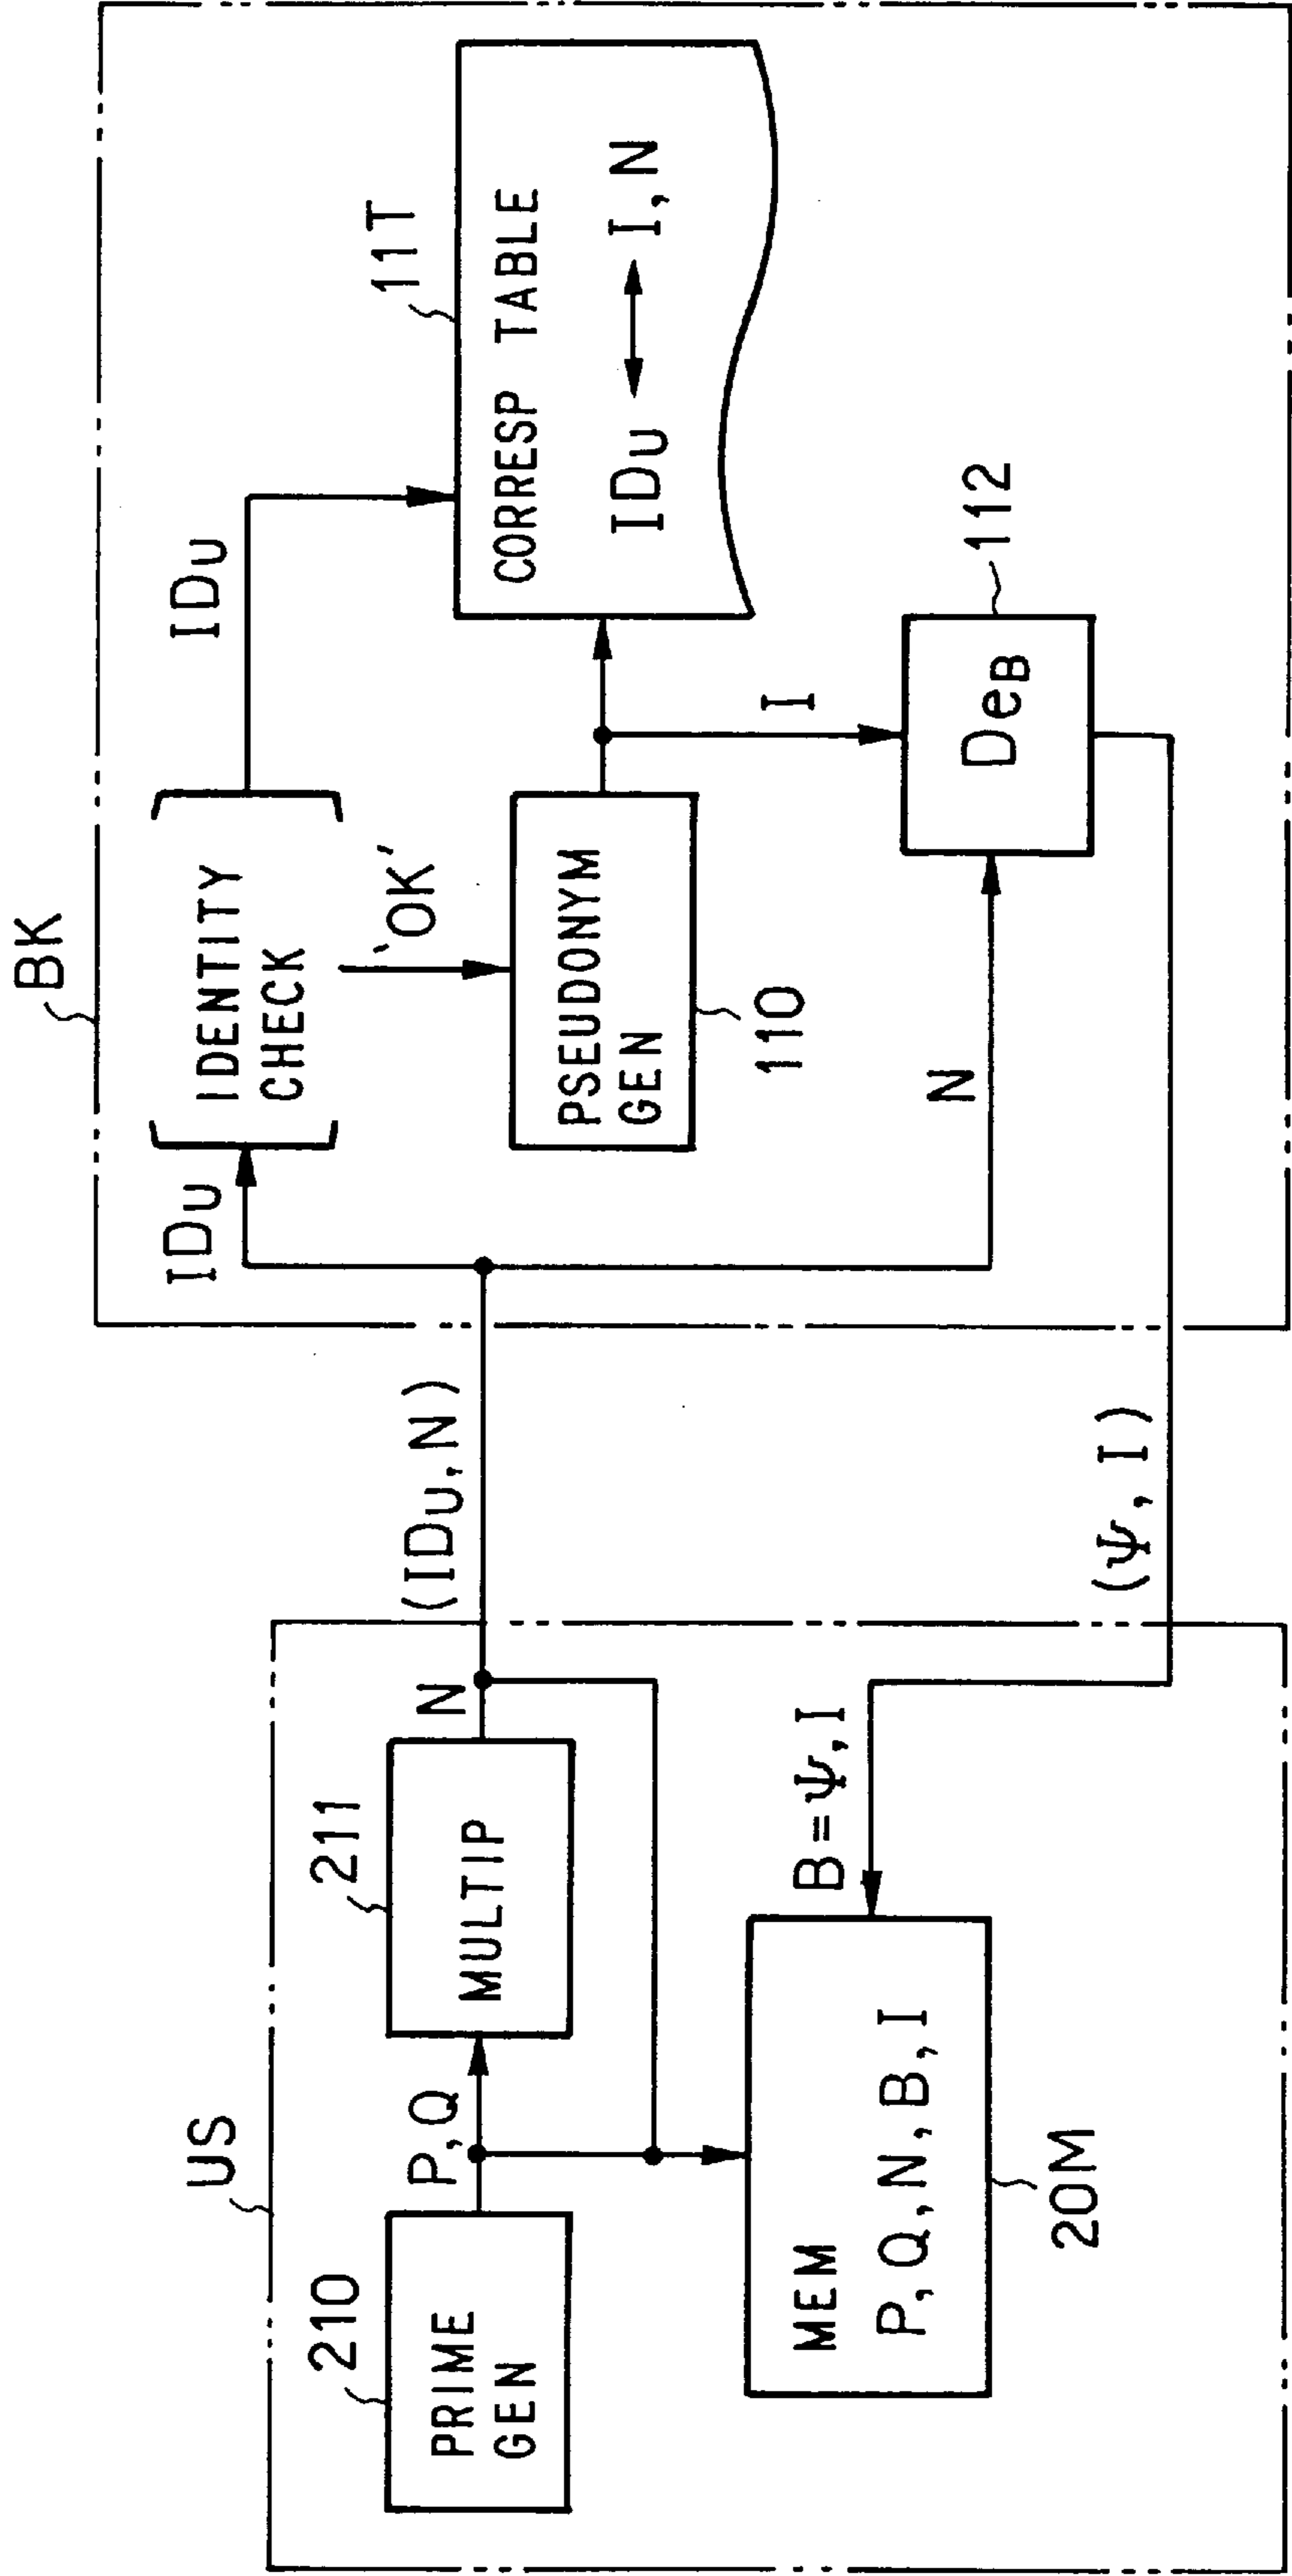 US
210
PRIME
GEN
P,Q
211
MULTIP
N
(IDU,N)
MEM
P,Q,N,B,I
20M
B=Ψ,I
(Ψ,I)
BK
IDU
IDENTITY
CHECK
IDU
'OK'
PSEUDONYM
GEN
110
11T
CORRESP TABLE
IDU ↔ I,N
I
N
DeB
112